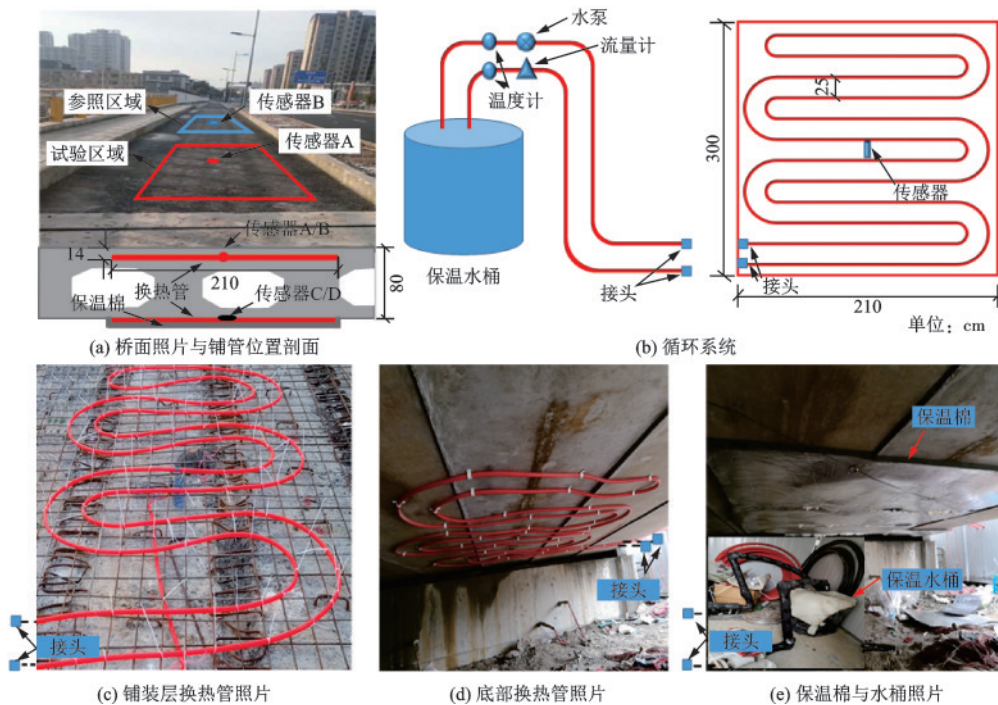 参照区域
传感器B
传感器A
试验区域
传感器A/B
14
换热管
210
80
保温棉
传感器C/D
(a) 桥面照片与铺管位置剖面
水泵
流量计
温度计
保温水桶
接头
300
25
传感器
接头
210
单位：cm
(b) 循环系统
接头
(c) 铺装层换热管照片
接头
(d) 底部换热管照片
保温棉
保温水桶
接头
(e) 保温棉与水桶照片